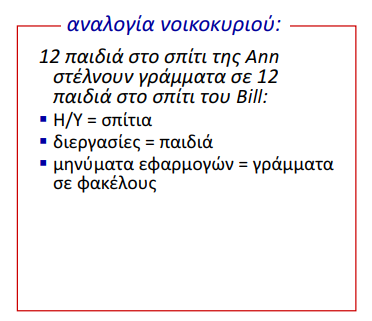 αναλογία νοικοκυριού:
12 παιδιά στο σπίτι της Ann
στέλνουν γράμματα σε 12
παιδιά στο σπίτι του Bill:
▪ Η/Υ = σπίτια
▪ διεργασίες = παιδιά
▪ μηνύματα εφαρμογών = γράμματα
σε φακέλους